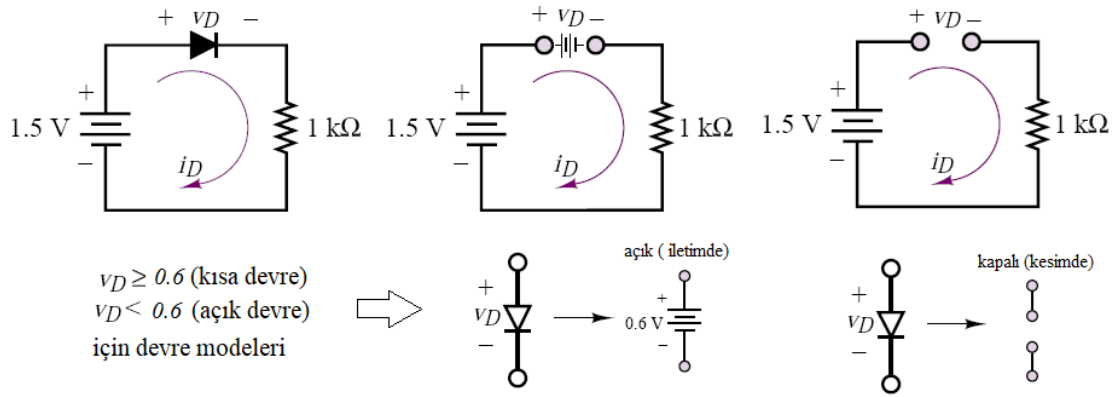 + vD −
+
1.5 V
−
iD
1 kΩ
+ vD −
+
1.5 V
−
iD
1 kΩ
+ vD −
+
1.5 V
−
iD
1 kΩ
vD ≥ 0.6 (kısa devre)
vD < 0.6 (açık devre)
için devre modeleri
+
vD
−
açık ( iletimde)
+
0.6 V
−
+
vD
−
kapalı (kesimde)